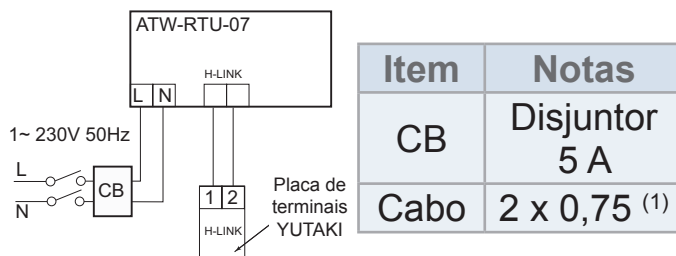 ATW-RTU-07
H-LINK
L N
1~ 230V 50Hz
L
CB
N
1 2
H-LINK
Placa de
terminais
YUTAKI
Item Notas
CB Disjuntor
5 A
Cabo 2 x 0,75 (1)